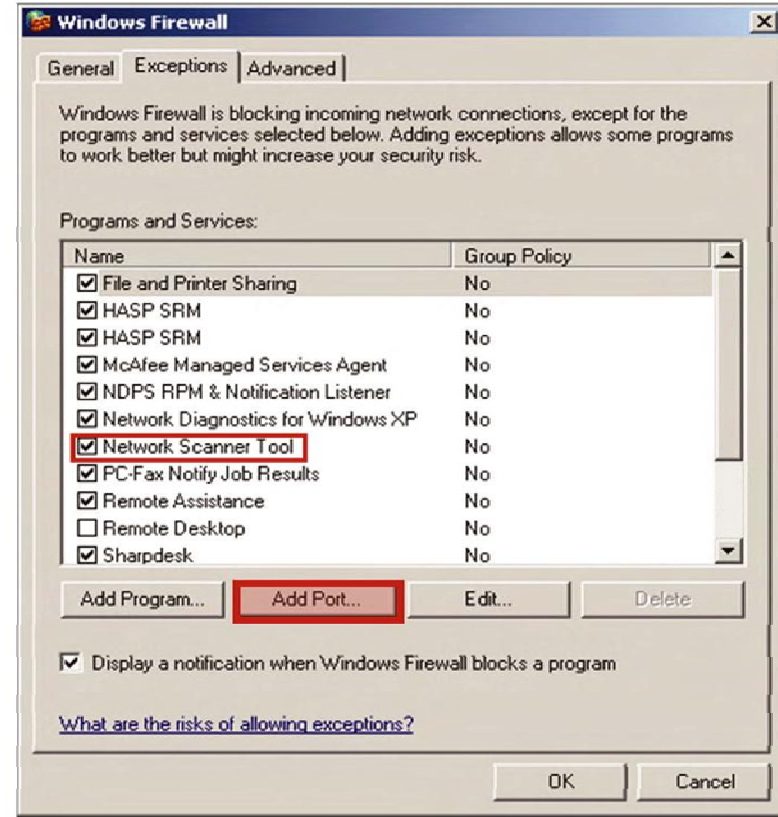 Windows Firewall
General Exceptions Advanced
Windows Firewall is blocking incoming network connections, except for the
programs and services selected below. Adding exceptions allows some programs
to work better but might increase your security risk.
Programs and Services:
Name Group Policy
File and Printer Sharing No
HASP SRM No
HASP SRM No
McAfee Managed Services Agent No
NDPS RPM & Notification Listener No
Network Diagnostics for Windows XP No
Network Scanner Tool No
PC-Fax Notify Job Results No
Remote Assistance No
Remote Desktop No
Sharpdesk No
Add Program... Add Port... Edit... Delete
Display a notification when Windows Firewall blocks a program
What are the risks of allowing exceptions?
OK Cancel